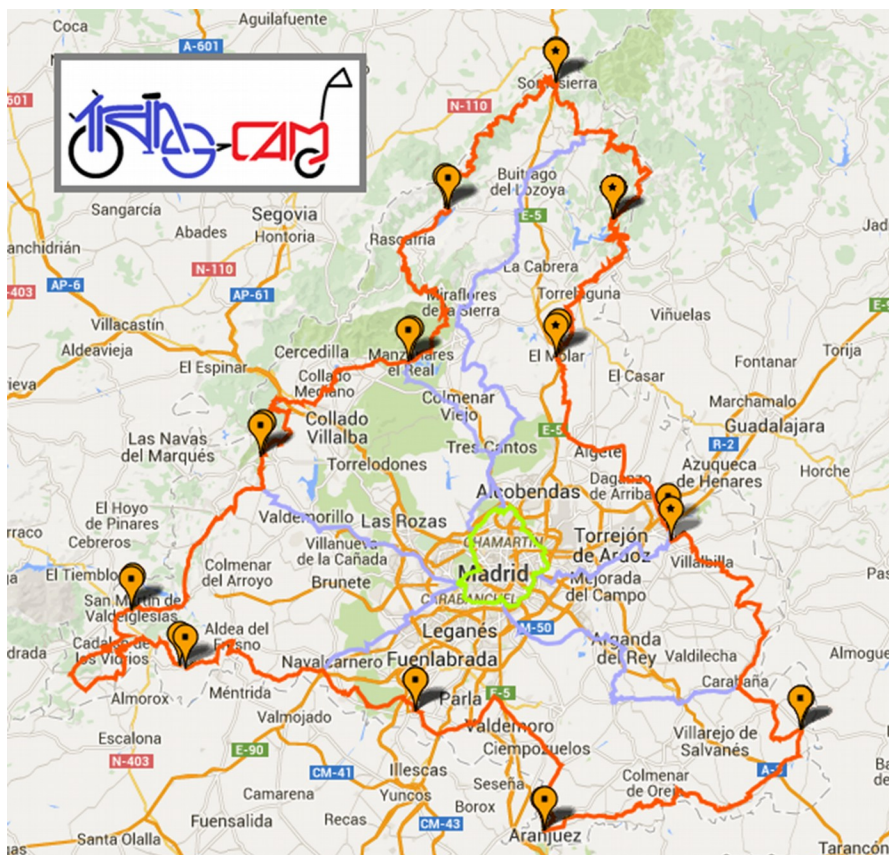 Coca
Aguilafuente
Cantalejo
A-601
N-110
TRANS
CAM
Somosierra
Buitrago
del Lozoya
Sangarcía
Segovia
Abades
Hontoria
E-5
Rascafría
N-110
AP-6
AP-61
N-403
La Cabrera
Villacastín
Miraflores
de la Sierra
Torrelaguna
Viñuelas
Aldeavieja
Cercedilla
Manzanares
el Real
El Molar
Torija
El Espinar
Collado
Mediano
El Casar
Fontanar
Colmenar
Viejo
Marchamalo
Collado
Villalba
Las Navas
del Marqués
E-5
Guadalajara
Tres Cantos
R-2
Torrelodones
Algete
Azuqueca
de Henares
Horche
Daganzo
de Arriba
Alcobendas
El Hoyo
de Pinares
Valdemorillo
Las Rozas
Cebreros
CHAMARTÍN
Torrejón
de Ardoz
Villanueva
de la Cañada
Villalbilla
El Tiemblo
Colmenar
del Arroyo
Madrid
Brunete
Mejorada
del Campo
San Martín de
Valdeiglesias
CARABANCHEL
Aldea del
Fresno
Leganés
M-50
Arganda
del Rey
Cadalso de
los Vidrios
Navalcarnero
Fuenlabrada
Valdilecha
Carabaña
Almorox
Méntrida
Parla
E-5
Valmojado
Valdemoro
Villarejo de
Salvanés
Escalona
Ciempozuelos
E-90
N-403
Illescas
CM-41
Seseña
Colmenar
de Oreja
Yuncos
Camarena
Borox
Fuensalida
Recas
CM-43
Aranjuez
Santa Olalla
Tarancón